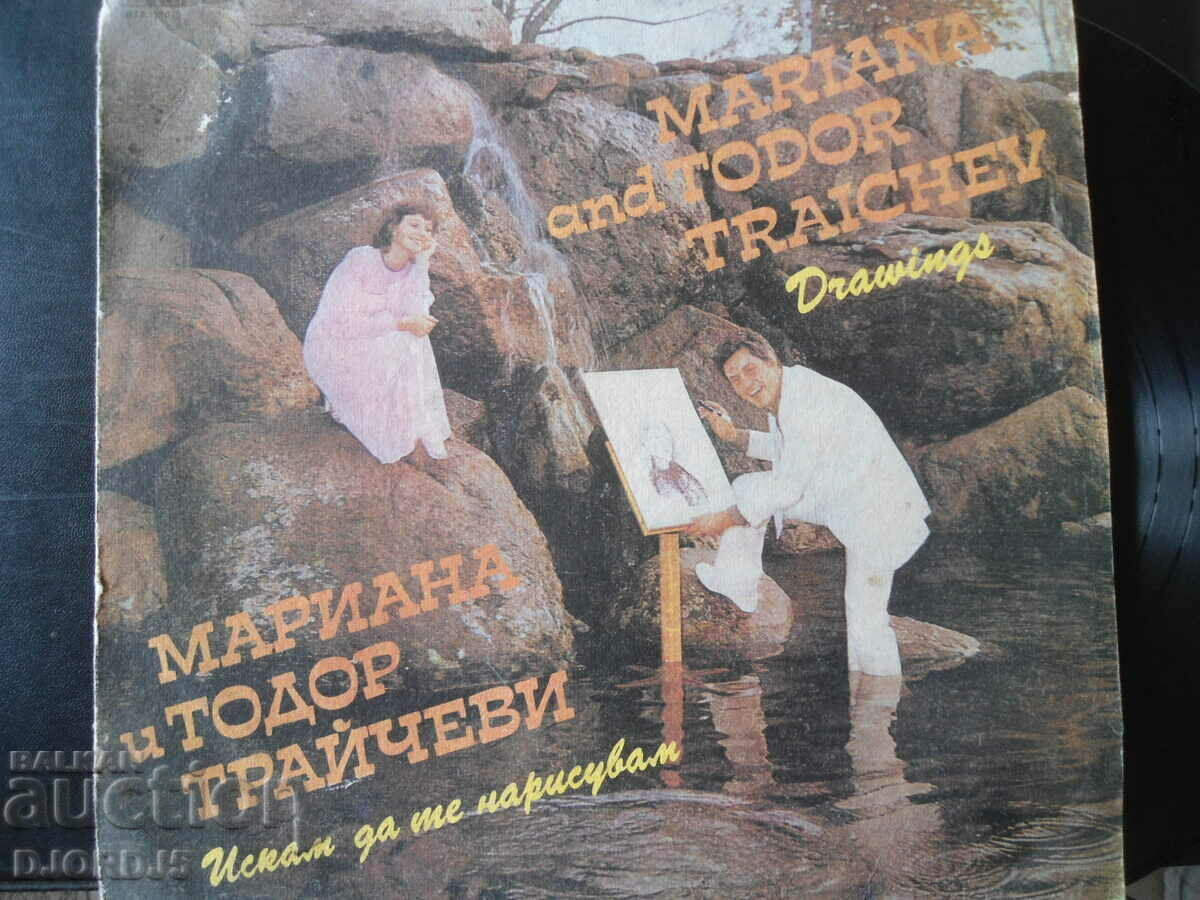 MARIANA
and TODOR
TRAICHEV
Drawings
МАРИАНА
и ТОДОР
ТРАЙЧЕВИ
Искам да те нарисувам
BALKAN
auction
DJORDJ5